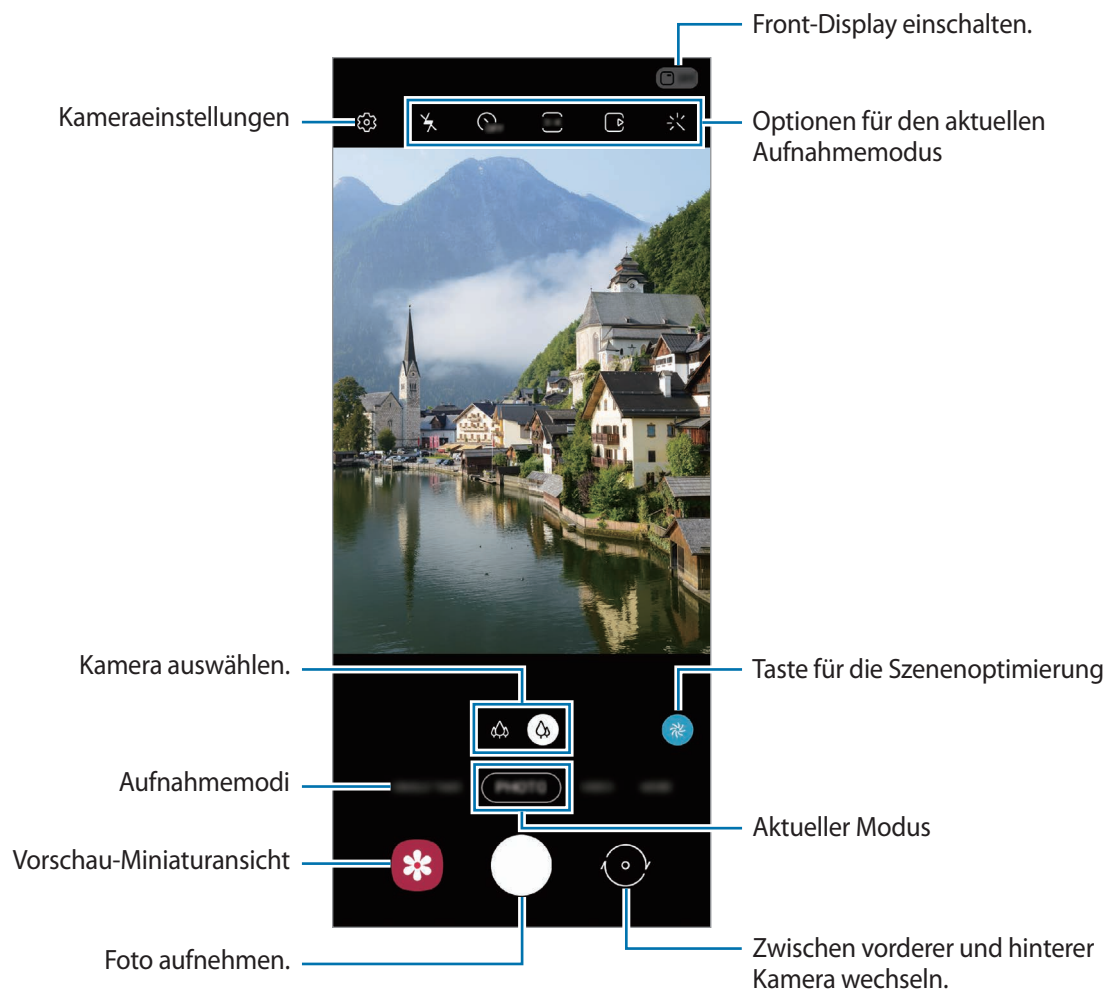 Front-Display einschalten.
Kameraeinstellungen
Optionen für den aktuellen
Aufnahmemodus
Kamera auswählen.
Taste für die Szenenoptimierung
Aufnahmemodi
PHOTO
Aktueller Modus
Vorschau-Miniaturansicht
Foto aufnehmen.
Zwischen vorderer und hinterer
Kamera wechseln.